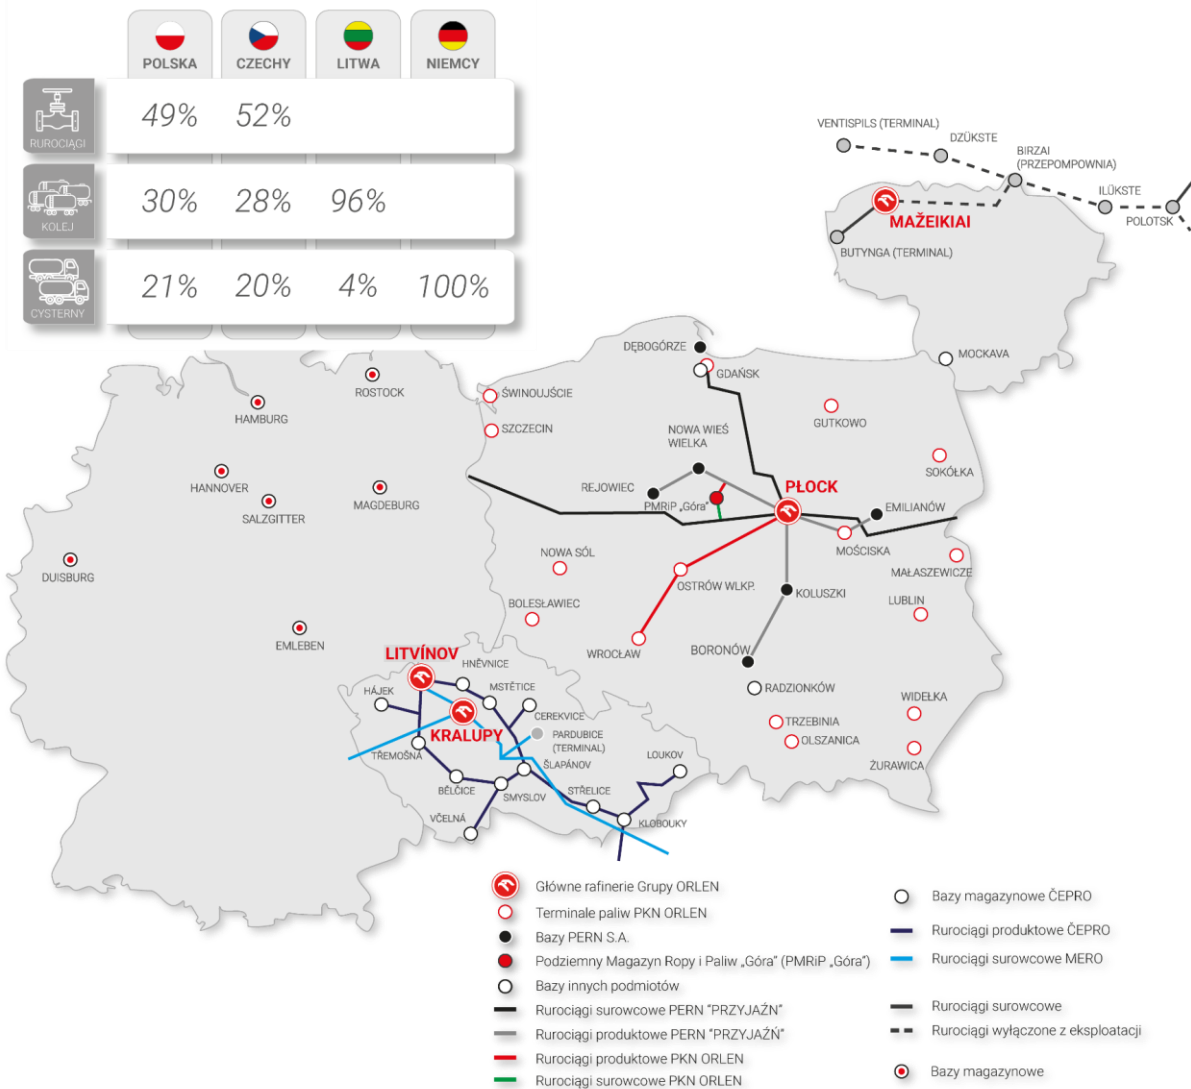 POLSKA
CZECHY
LITWA
NIEMCY
RUROCIĄGI
49%
52%
KOLEJ
30%
28%
96%
CYSTERNY
21%
20%
4%
100%
VENTISPILS (TERMINAL)
DZŪKSTE
BIRZAI
(PRZEPOMPOWNIA)
ILŪKSTE
POLOTSK
MAŽEIKIAI
BUTYNGA (TERMINAL)
MOCKAVA
DĘBOGÓRZE
GDAŃSK
ROSTOCK
HAMBURG
ŚWINOUJŚCIE
SZCZECIN
GUTKOWO
NOWA WIEŚ
WIELKA
SOKÓŁKA
HANNOVER
SALZGITTER
MAGDEBURG
REJOWIEC
PMRiP „Góra”
PŁOCK
EMILIANÓW
MOŚCISKA
MAŁASZEWICZE
DUISBURG
NOWA SÓL
OSTRÓW WLKP.
KOLUSZKI
LUBLIN
BOLESŁAWIEC
EMLEBEN
WROCŁAW
BORONÓW
LITVÍNOV
HNĚVNICE
RADZIONKÓW
HÁJEK
MSTĚTICE
CEREKVICE
WIDEŁKA
KRALUPY
PARDUBICE
(TERMINAL)
TRZEBINIA
OLSZANICA
TŘEMOŠNÁ
LOUKOV
ŻURAWICA
ŠLAPÁNOV
BĚLČICE
SMYSLOV
STŘELICE
VČELNÁ
KLOBOUKY
Główne rafinerie Grupy ORLEN
Terminale paliw PKN ORLEN
Bazy PERN S.A.
Podziemny Magazyn Ropy i Paliw „Góra” (PMRiP „Góra”)
Bazy innych podmiotów
Rurociągi surowcowe PERN “PRZYJAŹN”
Rurociągi produktowe PERN “PRZYJAŹŃ”
Rurociągi produktowe PKN ORLEN
Rurociągi surowcowe PKN ORLEN
Bazy magazynowe ČEPRO
Rurociągi produktowe ČEPRO
Rurociągi surowcowe MERO
Rurociągi surowcowe
Rurociągi wyłączone z eksploatacji
Bazy magazynowe